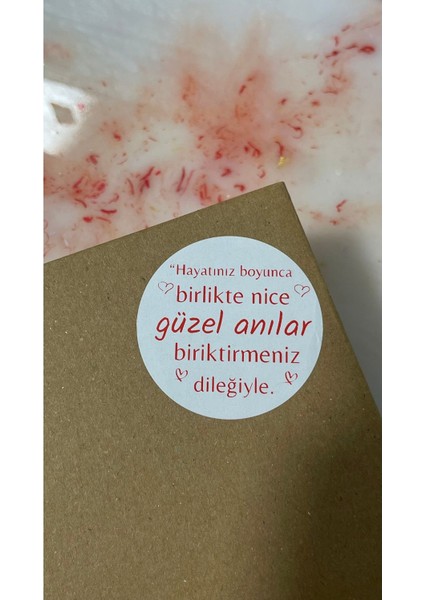 “Hayatınız boyunca
birlikte nice
güzel anılar
biriktirmeniz
dileğiyle.